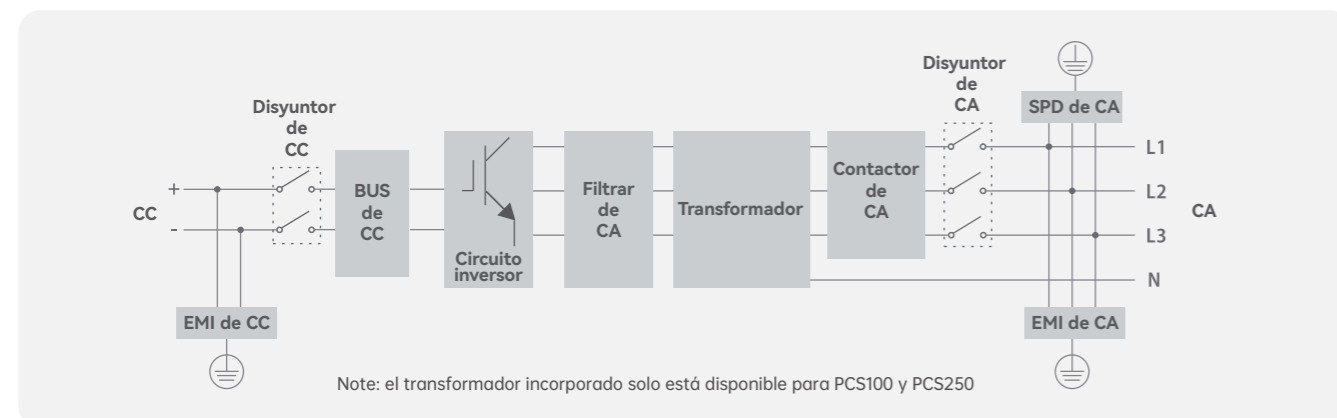 Disyuntor
de
CC
+
CC
-
EMI de CC
BUS
de
CC
Circuito
inversor
Filtrar
de
CA
Transformador
Contactor
de
CA
Disyuntor
de
CA
SPD de CA
L1
L2
L3
N
CA
EMI de CA
Note: el transformador incorporado solo está disponible para PCS100 y PCS250